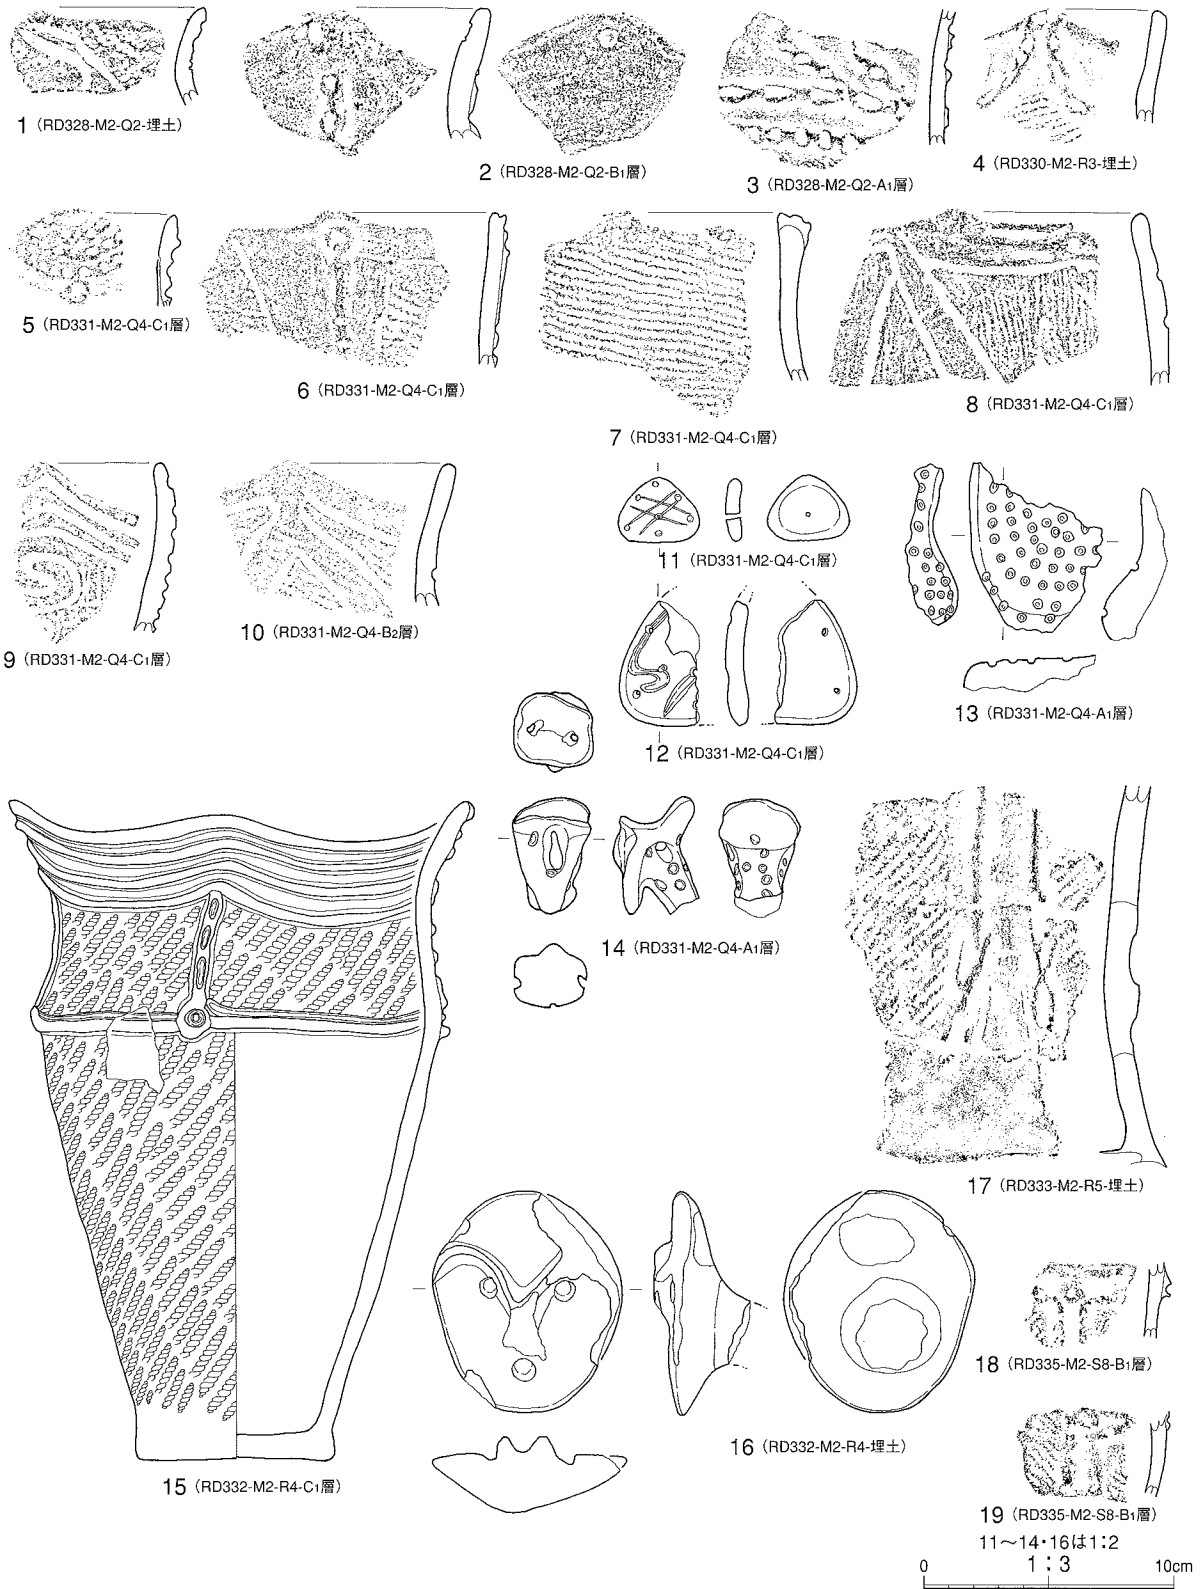 1 (RD328-M2-Q2-埋土)
2 (RD328-M2-Q2-B1層)
3 (RD328-M2-Q2-A1層)
4 (RD330-M2-R3-埋土)
5 (RD331-M2-Q4-C1層)
6 (RD331-M2-Q4-C1層)
7 (RD331-M2-Q4-C1層)
8 (RD331-M2-Q4-C1層)
9 (RD331-M2-Q4-C1層)
10 (RD331-M2-Q4-B2層)
11 (RD331-M2-Q4-C1層)
12 (RD331-M2-Q4-C1層)
13 (RD331-M2-Q4-A1層)
14 (RD331-M2-Q4-A1層)
15 (RD332-M2-R4-C1層)
16 (RD332-M2-R4-埋土)
17 (RD333-M2-R5-埋土)
18 (RD335-M2-S8-B1層)
19 (RD335-M2-S8-B1層)
11～14・16は1:2
0 1:3 10cm